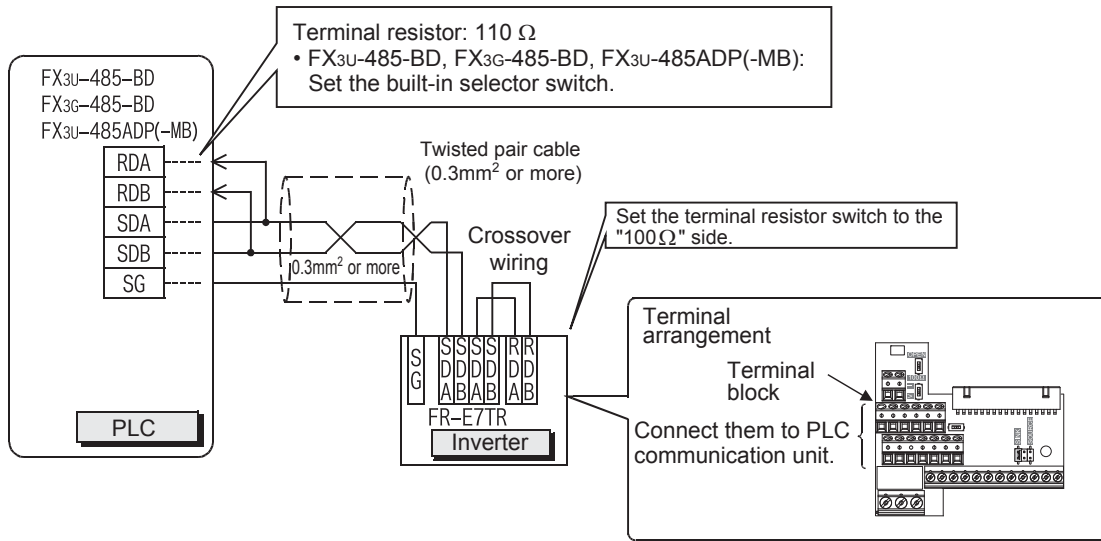 Terminal resistor: 110 Ω
• FX3U-485-BD, FX3G-485-BD, FX3U-485ADP(-MB):
Set the built-in selector switch.
FX3U-485-BD
FX3G-485-BD
FX3U-485ADP(-MB)
RDA
RDB
SDA
SDB
SG
PLC
Twisted pair cable
(0.3mm² or more)
0.3mm² or more
Crossover
wiring
Set the terminal resistor switch to the
"100Ω" side.
SG
SDA
SDB
SDA
SDB
RDA
RDB
FR-E7TR
Inverter
Terminal
arrangement
Terminal
block
Connect them to PLC
communication unit.